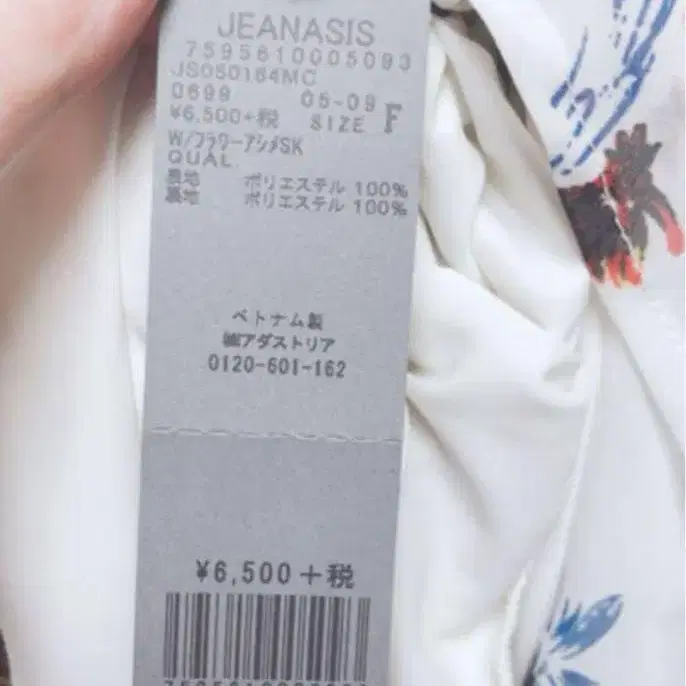 JEANASIS
7595610005093
JS050164MC
0699 05-09
¥6,500+税 SIZE F
W/フラワーアシメSK
QUAL.
表地 ポリエステル 100%
裏地 ポリエステル 100%
ベトナム製
㈱アダストリア
0120-601-162
¥6,500+税